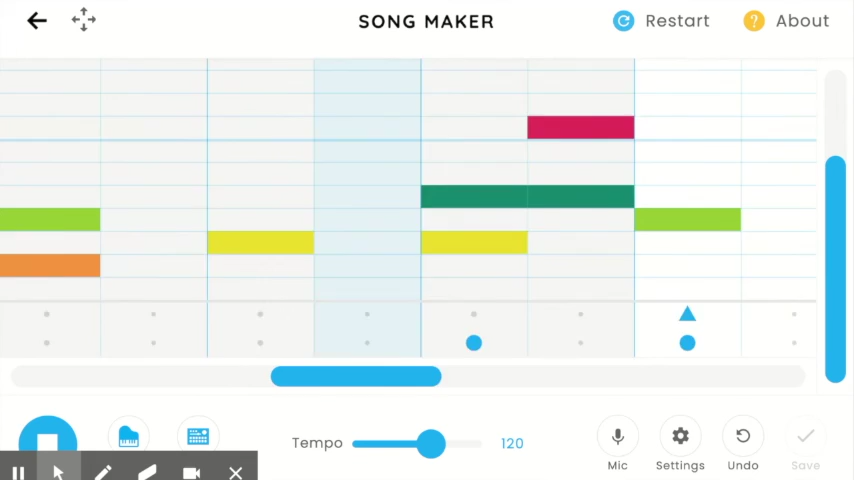 SONG MAKER
Restart
? About
Tempo 120
Mic
Settings
Undo
Save